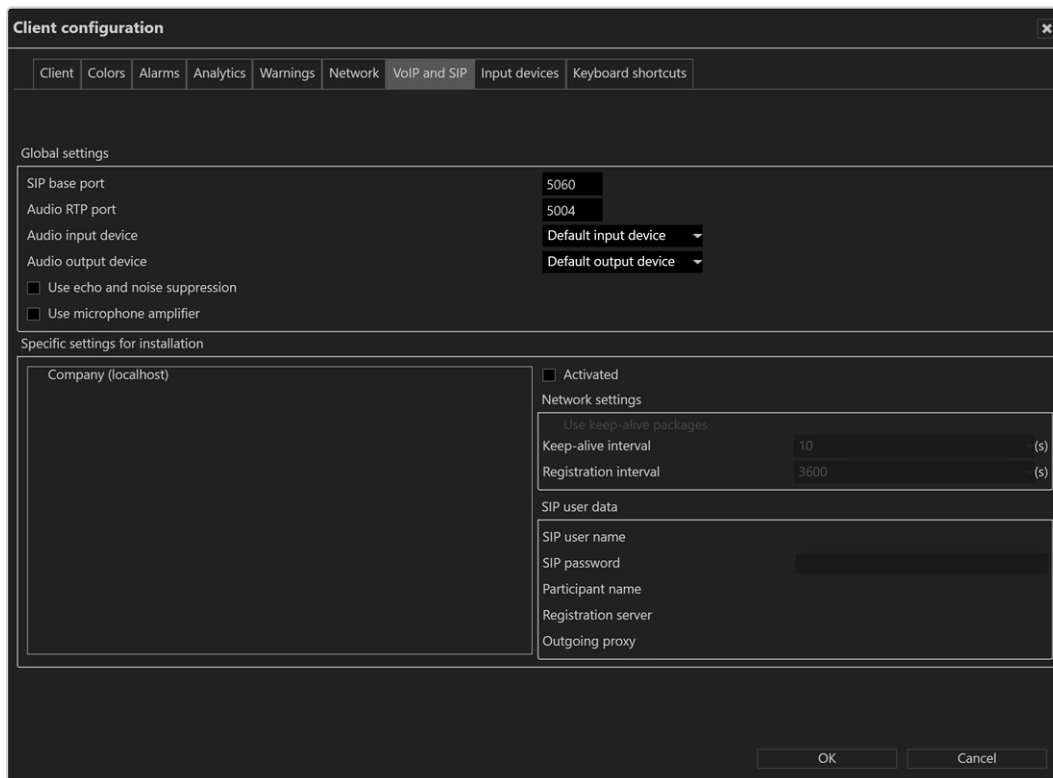 Client configuration
Client Colors Alarms Analytics Warnings Network VoIP and SIP Input devices Keyboard shortcuts
Global settings
SIP base port 5060
Audio RTP port 5004
Audio input device Default input device
Audio output device Default output device
Use echo and noise suppression
Use microphone amplifier
Specific settings for installation
Company (localhost)
Activated
Network settings
Use keep-alive packages
Keep-alive interval 10 (s)
Registration interval 3600 (s)
SIP user data
SIP user name
SIP password
Participant name
Registration server
Outgoing proxy
OK Cancel